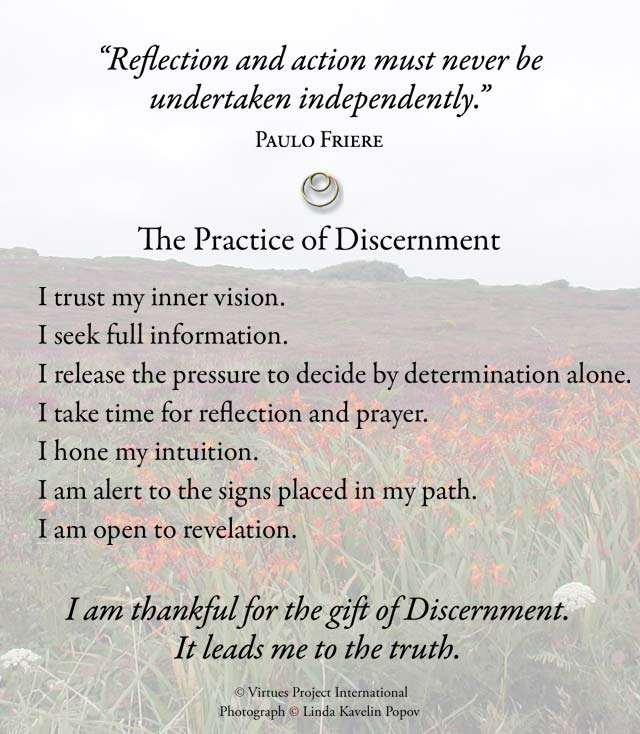 “Reflection and action must never be
undertaken independently.”
Paulo Friere
The Practice of Discernment
I trust my inner vision.
I seek full information.
I release the pressure to decide by determination alone.
I take time for reflection and prayer.
I hone my intuition.
I am alert to the signs placed in my path.
I am open to revelation.
I am thankful for the gift of Discernment.
It leads me to the truth.
© Virtues Project International
Photograph © Linda Kavelin Popov